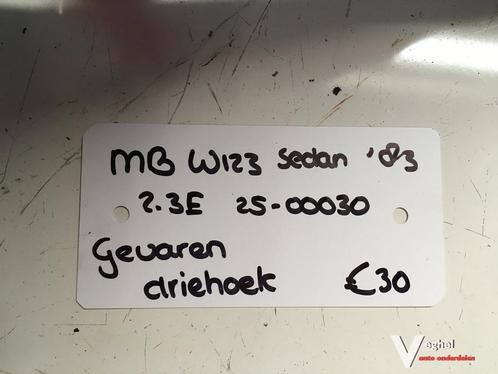 MB W123 Sedan '83
2.3E 25-00030
Gevaren
driehoek €30
Veghel
auto onderdelen